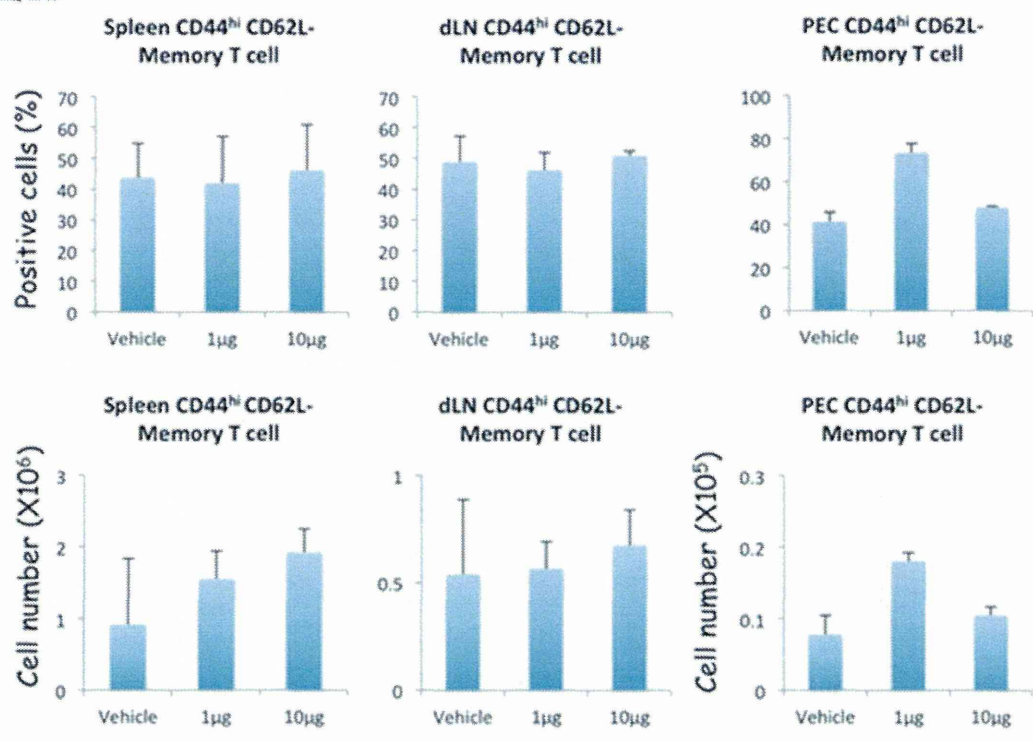 Spleen CD44hi CD62L-
Memory T cell
dLN CD44hi CD62L-
Memory T cell
PEC CD44hi CD62L-
Memory T cell
Positive cells (%)
70
60
50
40
30
20
10
0
Vehicle 1µg 10µg
70
60
50
40
30
20
10
0
Vehicle 1µg 10µg
100
80
60
40
20
0
Vehicle 1µg 10µg
Spleen CD44hi CD62L-
Memory T cell
dLN CD44hi CD62L-
Memory T cell
PEC CD44hi CD62L-
Memory T cell
Cell number (X10⁶)
3
2
1
0
Vehicle 1µg 10µg
1
0.5
0
Vehicle 1µg 10µg
Cell number (X10⁵)
0.3
0.2
0.1
0
Vehicle 1µg 10µg